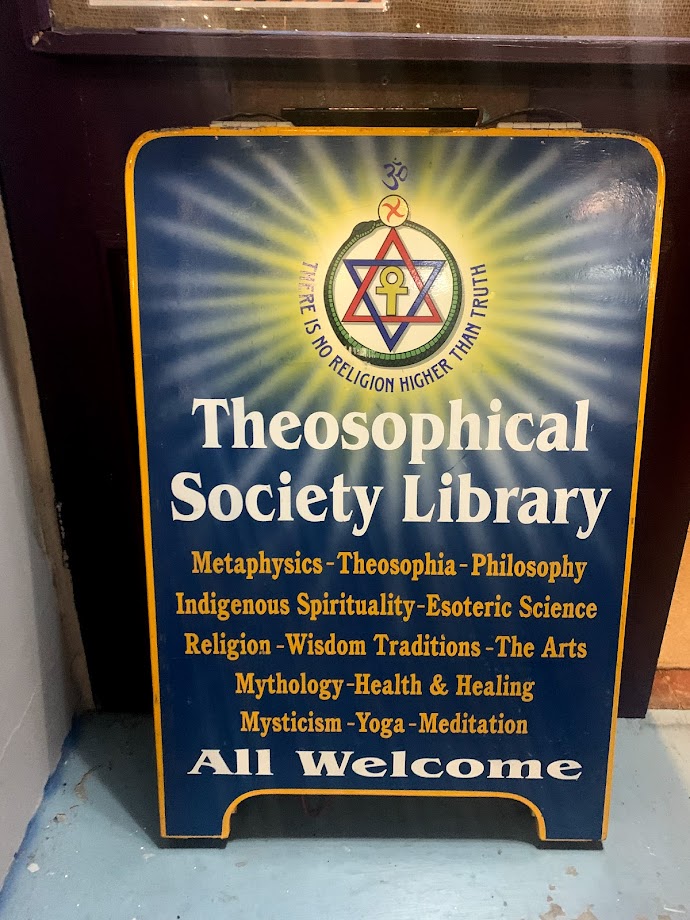 ॐ
THERE IS NO RELIGION HIGHER THAN TRUTH
Theosophical
Society Library
Metaphysics - Theosophia - Philosophy
Indigenous Spirituality - Esoteric Science
Religion - Wisdom Traditions - The Arts
Mythology - Health & Healing
Mysticism - Yoga - Meditation
All Welcome